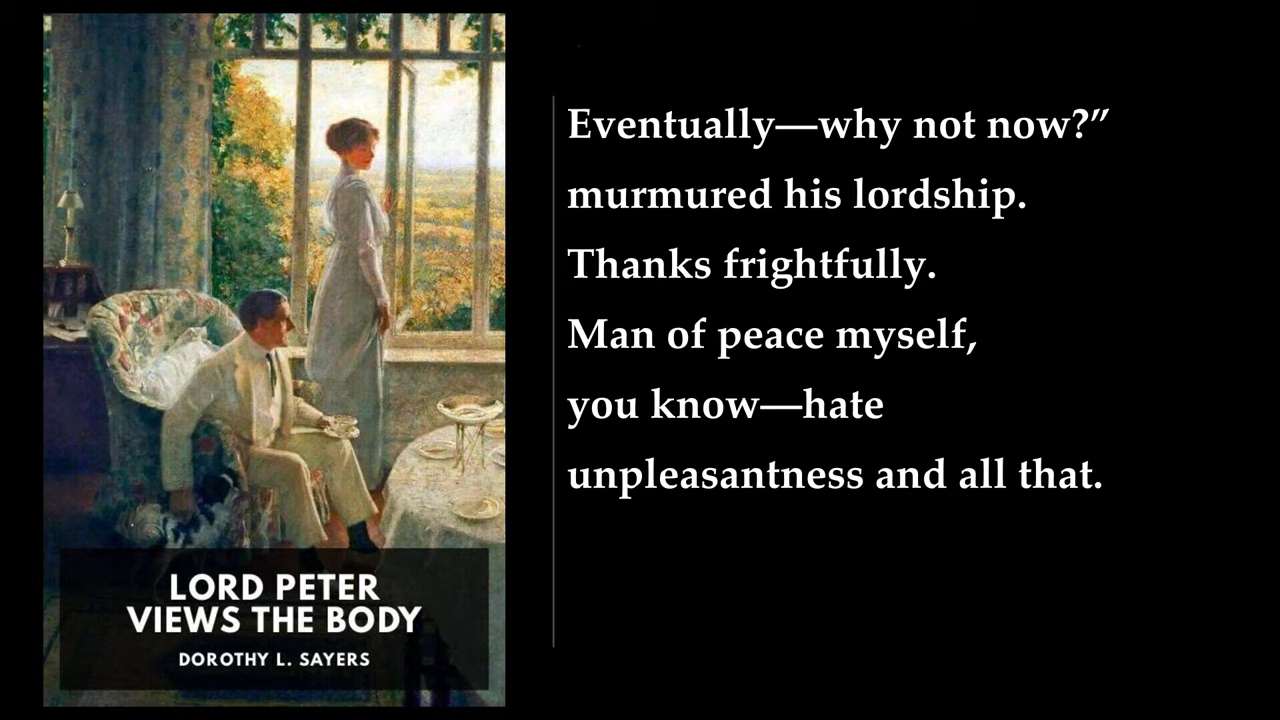 Eventually—why not now?”
murmured his lordship.
Thanks frightfully.
Man of peace myself,
you know—hate
unpleasantness and all that.
LORD PETER
VIEWS THE BODY
DOROTHY L. SAYERS